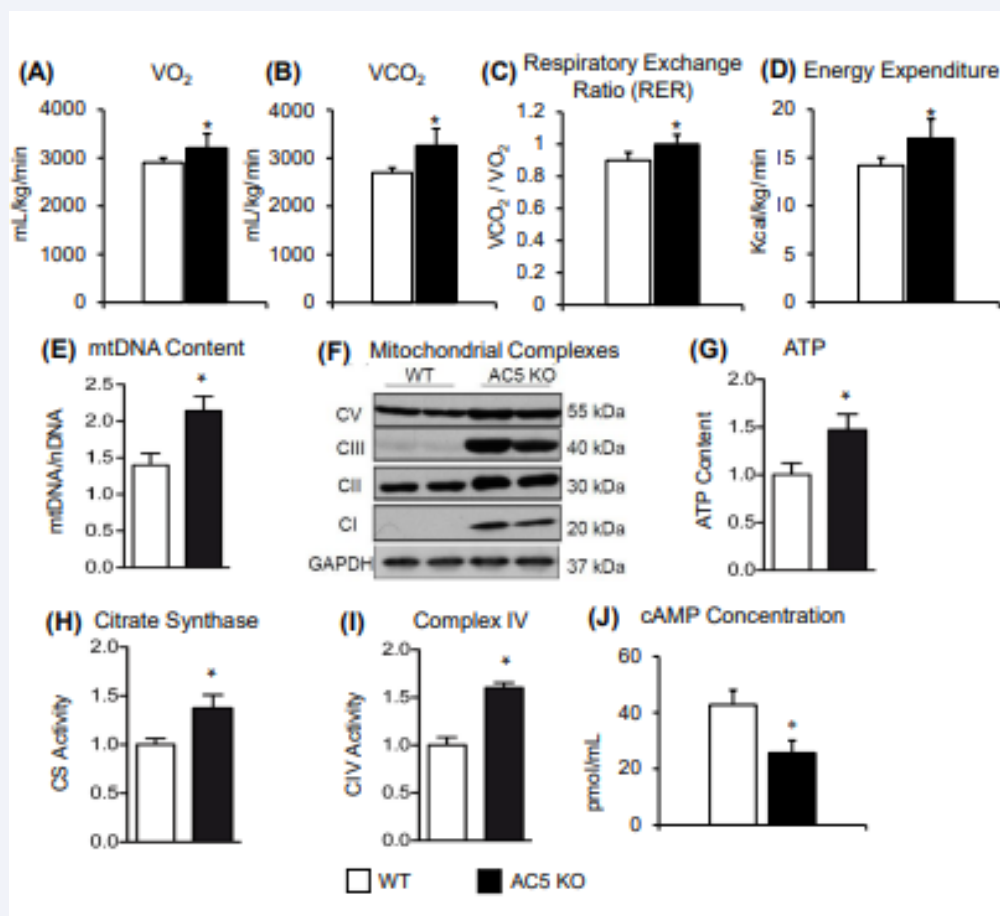 (A) VO₂
mL/kg/min
4000
3000
2000
1000
0
*
(B) VCO₂
mL/kg/min
4000
3000
2000
1000
0
*
(C) Respiratory Exchange
Ratio (RER)
VCO₂ / VO₂
1.2
1
0.8
0.6
0.4
0.2
0
*
(D) Energy Expenditure
Kcal/kg/min
20
15
10
5
0
*
(E) mtDNA Content
mtDNA/nDNA
2.5
2.0
1.5
1.0
0.0
*
(F) Mitochondrial Complexes
WT AC5 KO
CV 55 kDa
CIII 40 kDa
CII 30 kDa
CI 20 kDa
GAPDH 37 kDa
(G) ATP
ATP Content
2.0
1.5
1.0
0.5
0.0
*
(H) Citrate Synthase
CS Activity
2.0
1.5
1.0
0.5
0.0
*
(I) Complex IV
CIV Activity
2.0
1.5
1.0
0.5
0.0
*
(J) cAMP Concentration
pmol/mL
60
40
20
0
*
WT AC5 KO